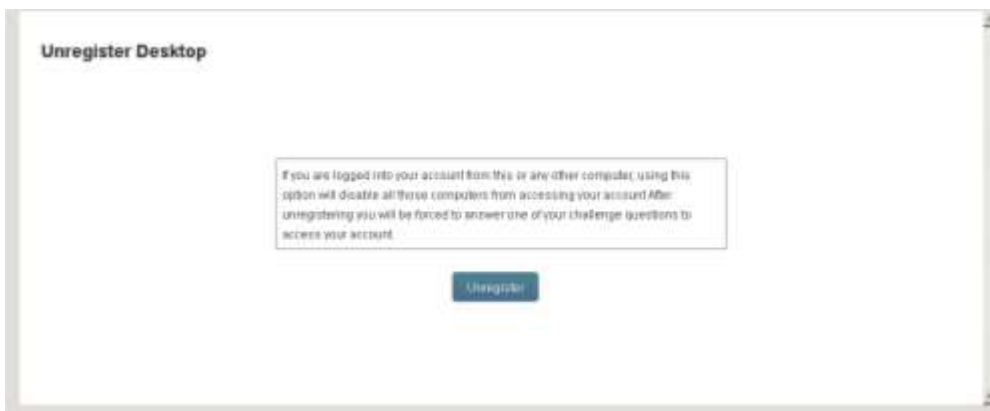 Unregister Desktop
If you are logged into your account from this or any other computer, using this
option will disable all those computers from accessing your account After
unregistering you will be forced to answer one of your challenge questions to
access your account.
Unregister